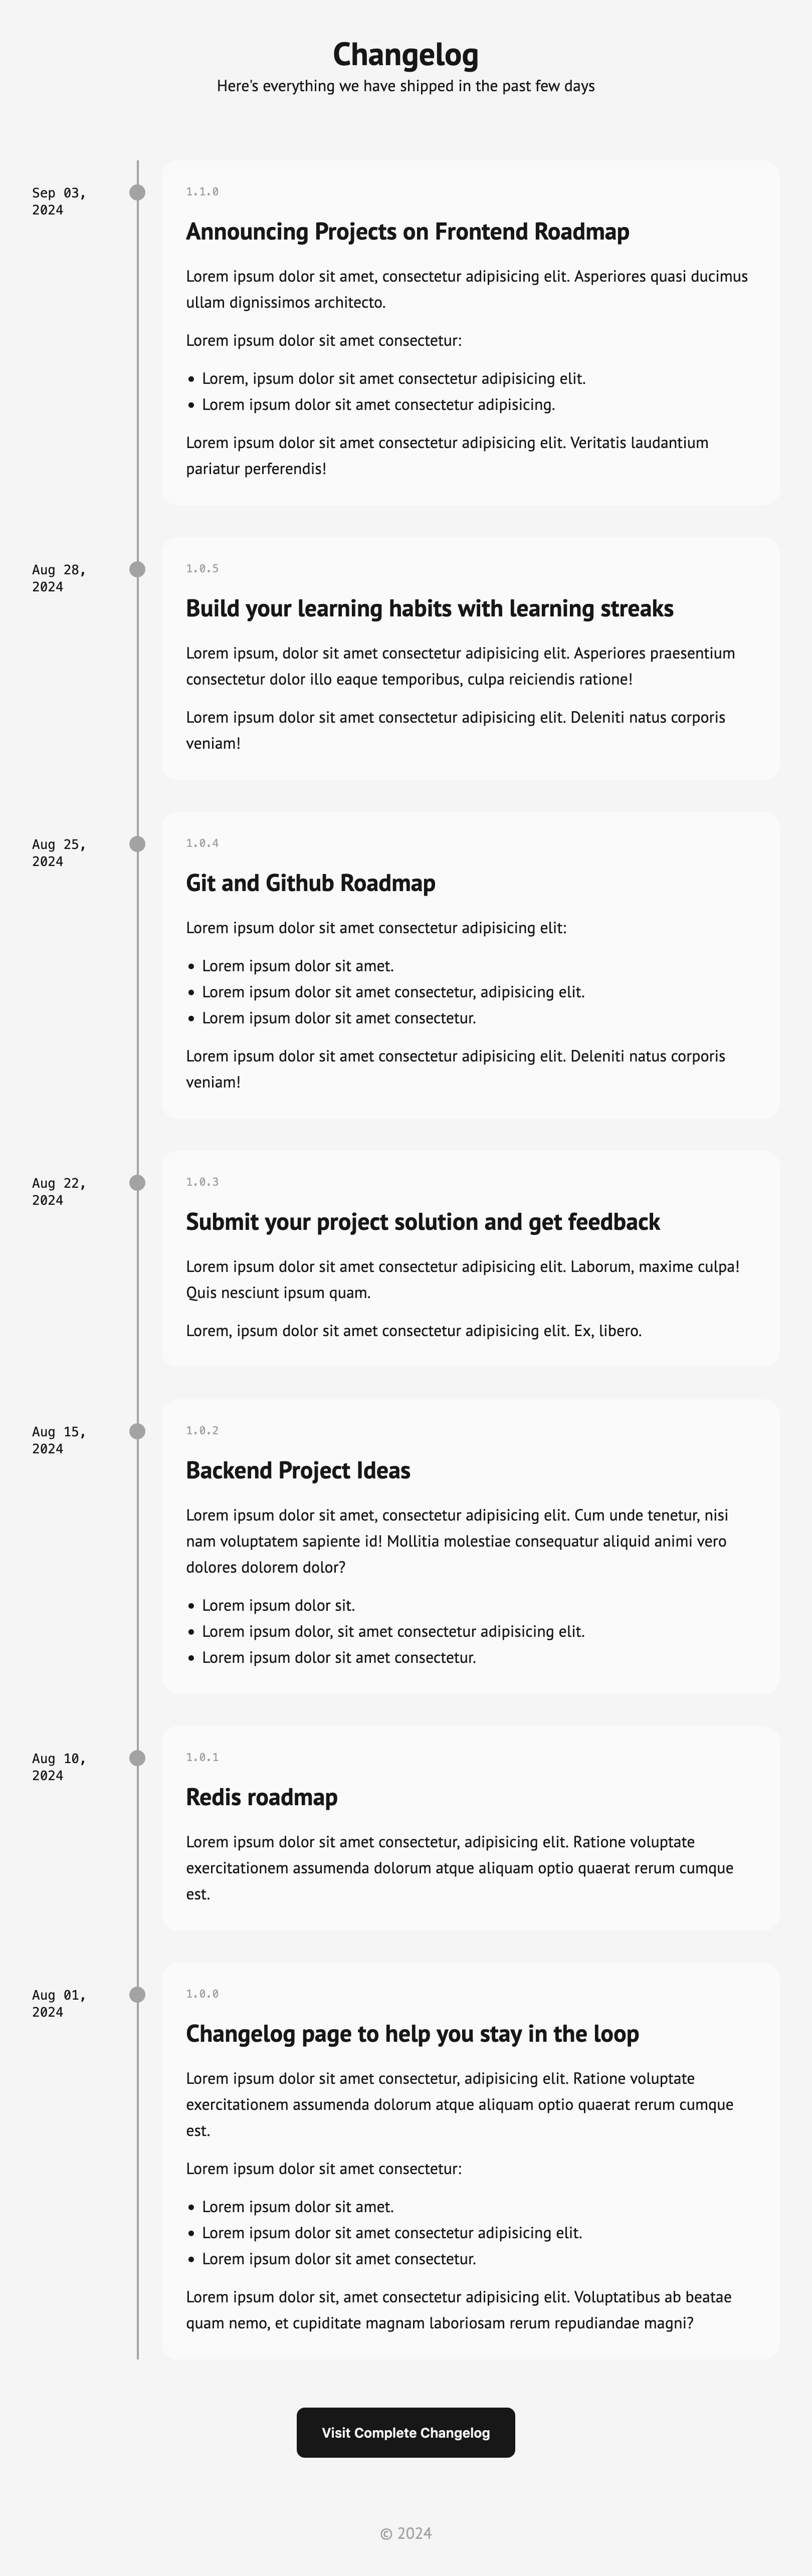 Changelog
Here's everything we have shipped in the past few days
Sep 03,
2024
1.1.0
Announcing Projects on Frontend Roadmap
Lorem ipsum dolor sit amet, consectetur adipisicing elit. Asperiores quasi ducimus
ullam dignissimos architecto.
Lorem ipsum dolor sit amet consectetur:
• Lorem, ipsum dolor sit amet consectetur adipisicing elit.
• Lorem ipsum dolor sit amet consectetur adipisicing.
Lorem ipsum dolor sit amet consectetur adipisicing elit. Veritatis laudantium
pariatur perferendis!
Aug 28,
2024
1.0.5
Build your learning habits with learning streaks
Lorem ipsum, dolor sit amet consectetur adipisicing elit. Asperiores praesentium
consectetur dolor illo eaque temporibus, culpa reiciendis ratione!
Lorem ipsum dolor sit amet consectetur adipisicing elit. Deleniti natus corporis
veniam!
Aug 25,
2024
1.0.4
Git and Github Roadmap
Lorem ipsum dolor sit amet consectetur adipisicing elit:
• Lorem ipsum dolor sit amet.
• Lorem ipsum dolor sit amet consectetur, adipisicing elit.
• Lorem ipsum dolor sit amet consectetur.
Lorem ipsum dolor sit amet consectetur adipisicing elit. Deleniti natus corporis
veniam!
Aug 22,
2024
1.0.3
Submit your project solution and get feedback
Lorem ipsum dolor sit amet consectetur adipisicing elit. Laborum, maxime culpa!
Quis nesciunt ipsum quam.
Lorem, ipsum dolor sit amet consectetur adipisicing elit. Ex, libero.
Aug 15,
2024
1.0.2
Backend Project Ideas
Lorem ipsum dolor sit amet, consectetur adipisicing elit. Cum unde tenetur, nisi
nam voluptatem sapiente id! Mollitia molestiae consequatur aliquid animi vero
dolores dolorem dolor?
• Lorem ipsum dolor sit.
• Lorem ipsum dolor, sit amet consectetur adipisicing elit.
• Lorem ipsum dolor sit amet consectetur.
Aug 10,
2024
1.0.1
Redis roadmap
Lorem ipsum dolor sit amet consectetur, adipisicing elit. Ratione voluptate
exercitationem assumenda dolorum atque aliquam optio quaerat rerum cumque
est.
Aug 01,
2024
1.0.0
Changelog page to help you stay in the loop
Lorem ipsum dolor sit amet consectetur, adipisicing elit. Ratione voluptate
exercitationem assumenda dolorum atque aliquam optio quaerat rerum cumque
est.
Lorem ipsum dolor sit amet consectetur:
• Lorem ipsum dolor sit amet.
• Lorem ipsum dolor sit amet consectetur adipisicing elit.
• Lorem ipsum dolor sit amet consectetur.
Lorem ipsum dolor sit, amet consectetur adipisicing elit. Voluptatibus ab beatae
quam nemo, et cupiditate magnam laboriosam rerum repudiandae magni?
Visit Complete Changelog
© 2024